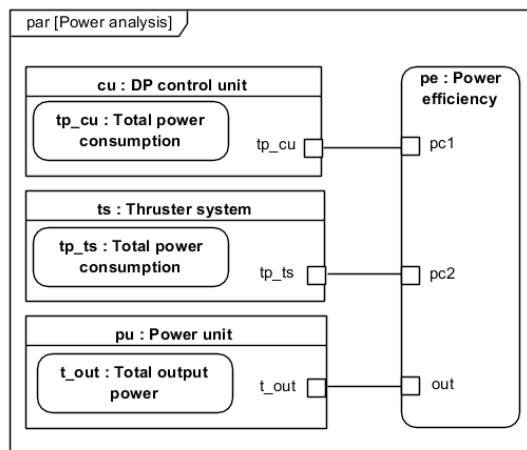 par [Power analysis]
cu : DP control unit
tp_cu : Total power
consumption
tp_cu
pe : Power
efficiency
pc1
ts : Thruster system
tp_ts : Total power
consumption
tp_ts
pc2
pu : Power unit
t_out : Total output
power
t_out
out